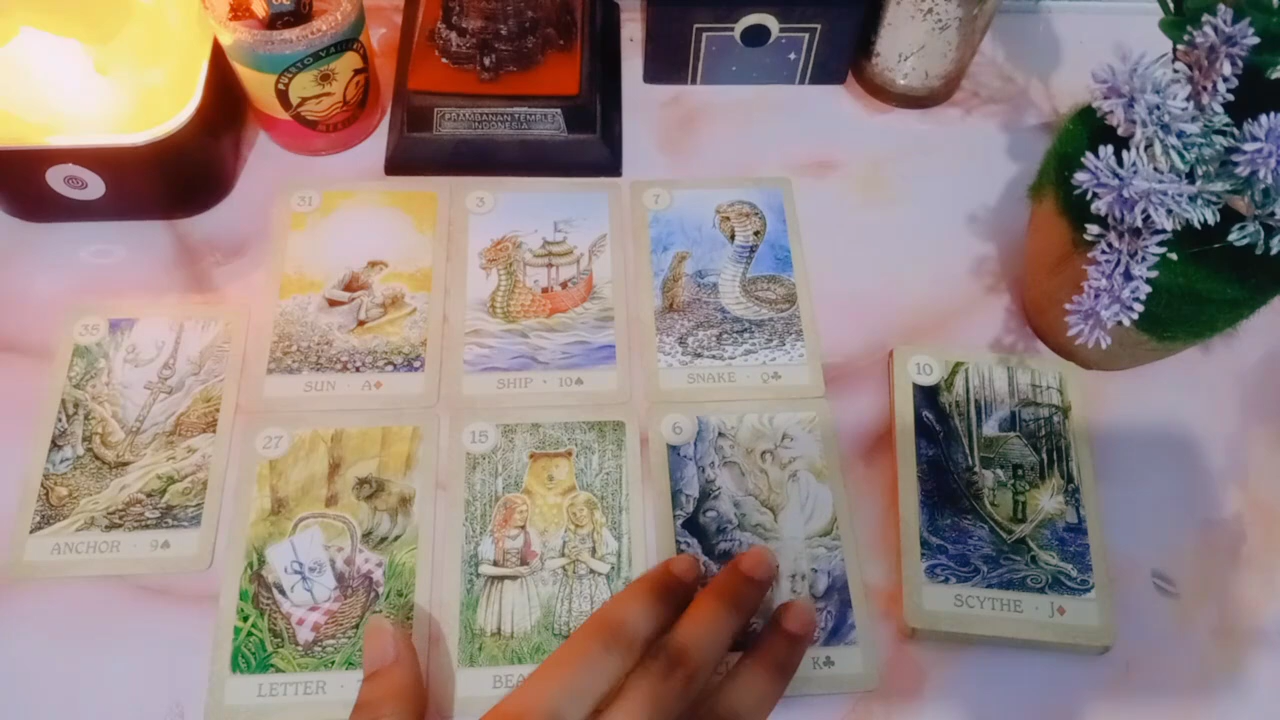 PUERTO VALLARTA
PRAMBANAN TEMPLE
INDONESIA
31
SUN · A♦
3
SHIP · 10♠
7
SNAKE · Q♣
35
ANCHOR · 9♠
27
LETTER ·
15
6
K♣
10
SCYTHE · J♦